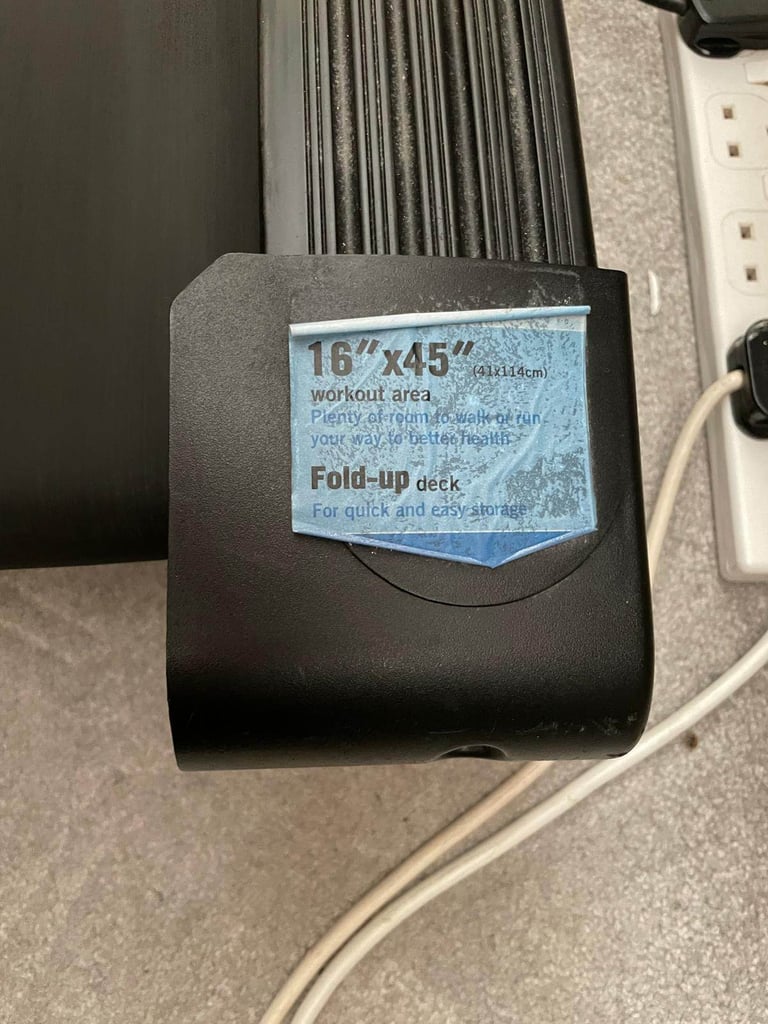 16″x45″ (41x114cm)
workout area
Plenty of room to walk or run
your way to better health
Fold-up deck
For quick and easy storage